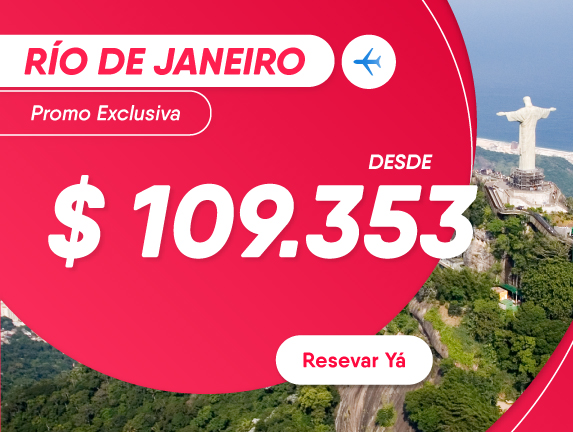 RÍO DE JANEIRO
Promo Exclusiva
DESDE
$ 109.353
Resevar Yá